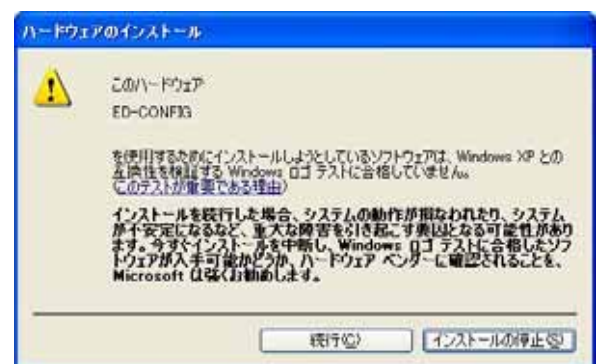 ハードウェアのインストール
このハードウェア
ED-CONFIG
を使用するためにインストールしようとしているソフトウェアは、Windows XP との
互換性を検証する Windows ロゴ テストに合格していません。
(このテストが重要である理由)
インストールを続行した場合、システムの動作が損なわれたり、システム
が不安定になるなど、重大な障害を引き起こす要因となる可能性があり
ます。今すぐインストールを中断し、Windows ロゴ テストに合格したソフ
トウェアが入手可能かどうか、ハードウェア ベンダーに確認されることを、
Microsoft は強くお勧めします。
続行(C)
インストールの停止(S)